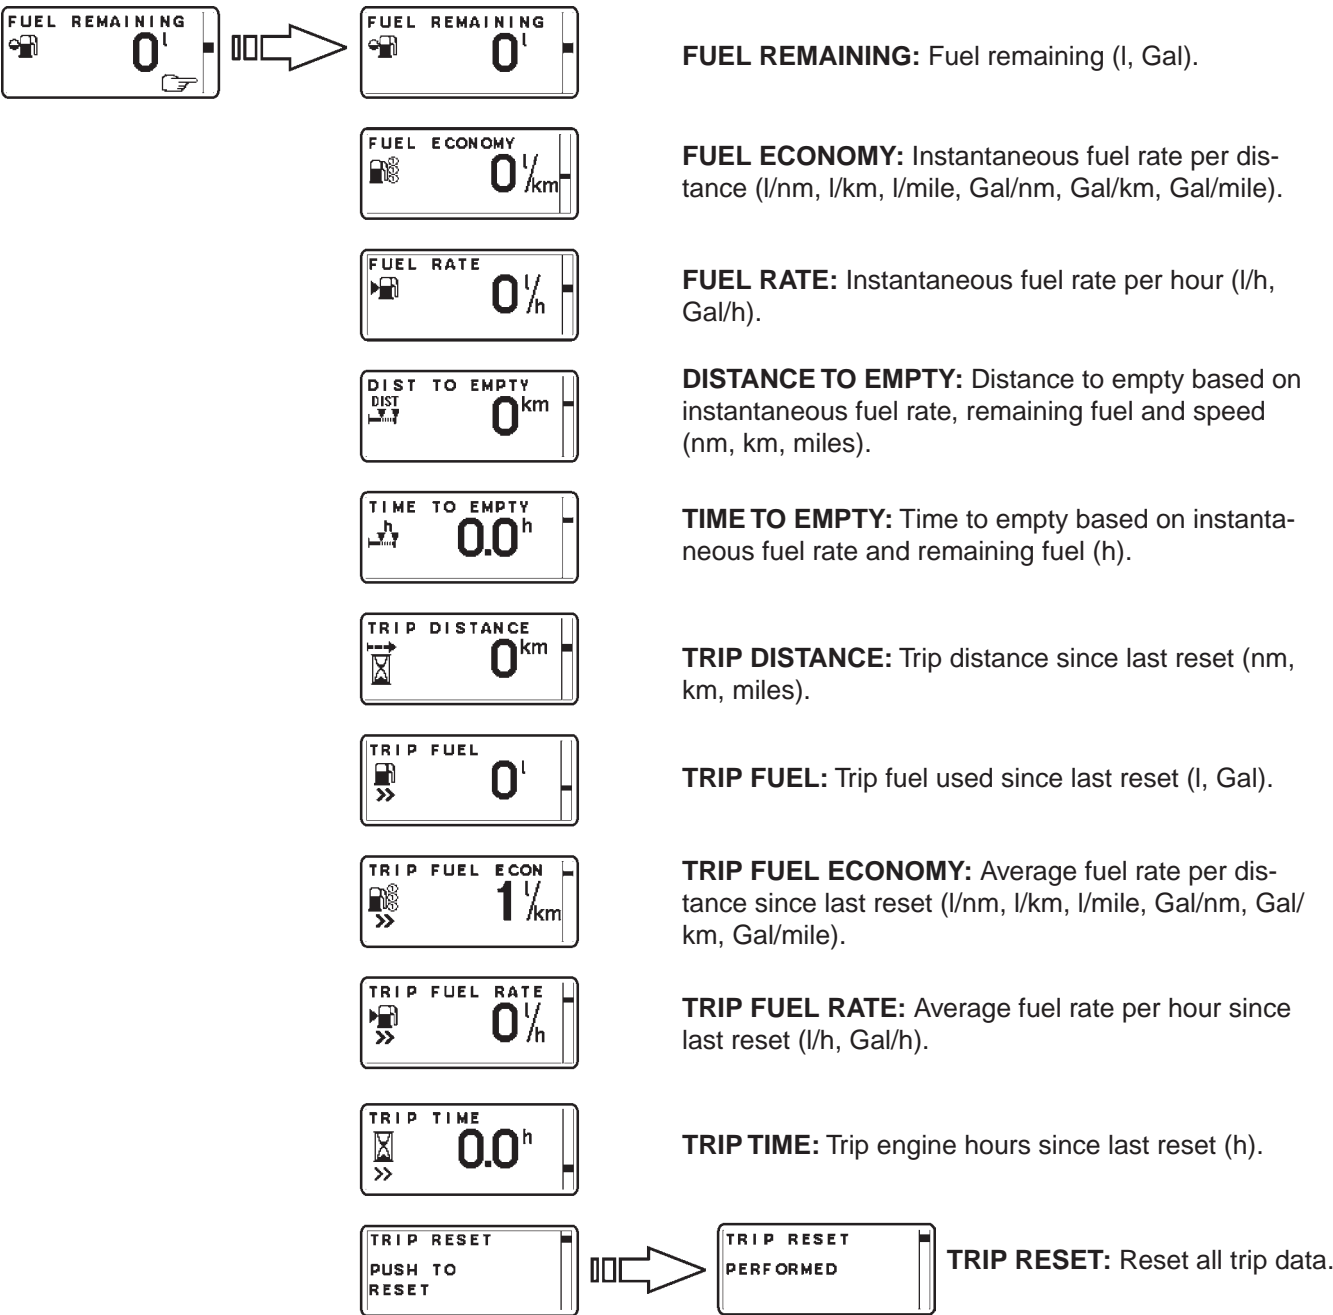 FUEL REMAINING
0 l
FUEL REMAINING
0 l
FUEL REMAINING: Fuel remaining (l, Gal).
FUEL ECONOMY
0 l/km
FUEL ECONOMY: Instantaneous fuel rate per dis-
tance (l/nm, l/km, l/mile, Gal/nm, Gal/km, Gal/mile).
FUEL RATE
0 l/h
FUEL RATE: Instantaneous fuel rate per hour (l/h,
Gal/h).
DIST TO EMPTY
DIST
0 km
DISTANCE TO EMPTY: Distance to empty based on
instantaneous fuel rate, remaining fuel and speed
(nm, km, miles).
TIME TO EMPTY
h
0.0 h
TIME TO EMPTY: Time to empty based on instanta-
neous fuel rate and remaining fuel (h).
TRIP DISTANCE
0 km
TRIP DISTANCE: Trip distance since last reset (nm,
km, miles).
TRIP FUEL
0 l
TRIP FUEL: Trip fuel used since last reset (l, Gal).
TRIP FUEL ECON
1 l/km
TRIP FUEL ECONOMY: Average fuel rate per dis-
tance since last reset (l/nm, l/km, l/mile, Gal/nm, Gal/
km, Gal/mile).
TRIP FUEL RATE
0 l/h
TRIP FUEL RATE: Average fuel rate per hour since
last reset (l/h, Gal/h).
TRIP TIME
0.0 h
TRIP TIME: Trip engine hours since last reset (h).
TRIP RESET
PUSH TO
RESET
TRIP RESET
PERFORMED
TRIP RESET: Reset all trip data.